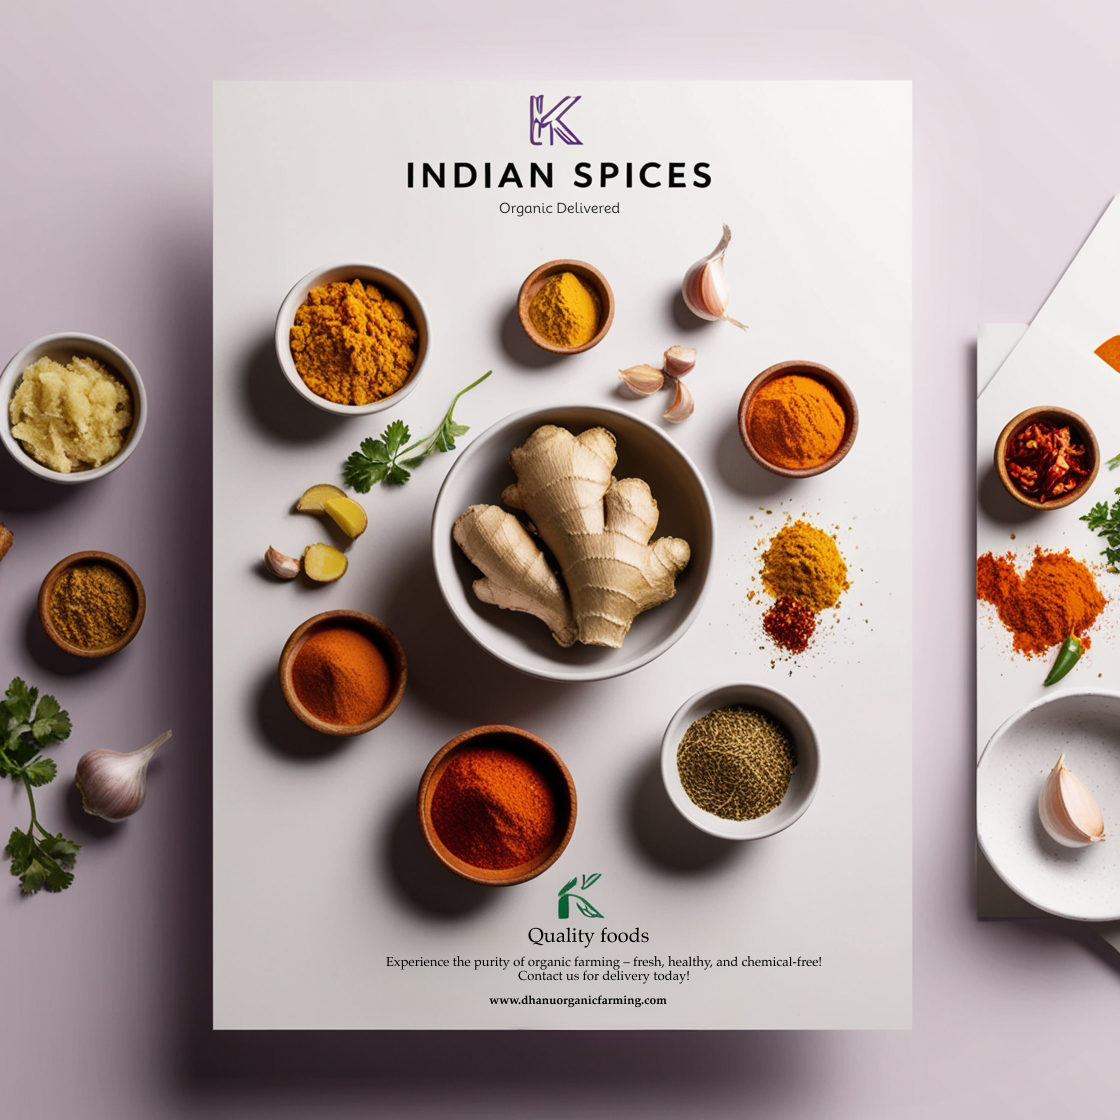 K
INDIAN SPICES
Organic Delivered
K
Quality foods
Experience the purity of organic farming – fresh, healthy, and chemical-free!
Contact us for delivery today!
www.dhanuorganicfarming.com